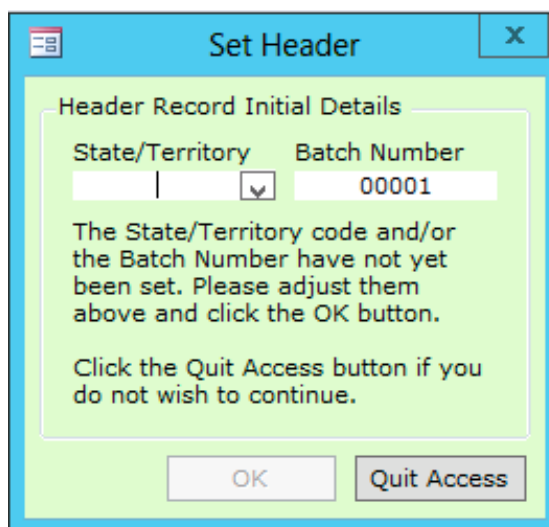 Set Header
x
Header Record Initial Details
State/Territory Batch Number
00001
The State/Territory code and/or
the Batch Number have not yet
been set. Please adjust them
above and click the OK button.
Click the Quit Access button if you
do not wish to continue.
OK Quit Access